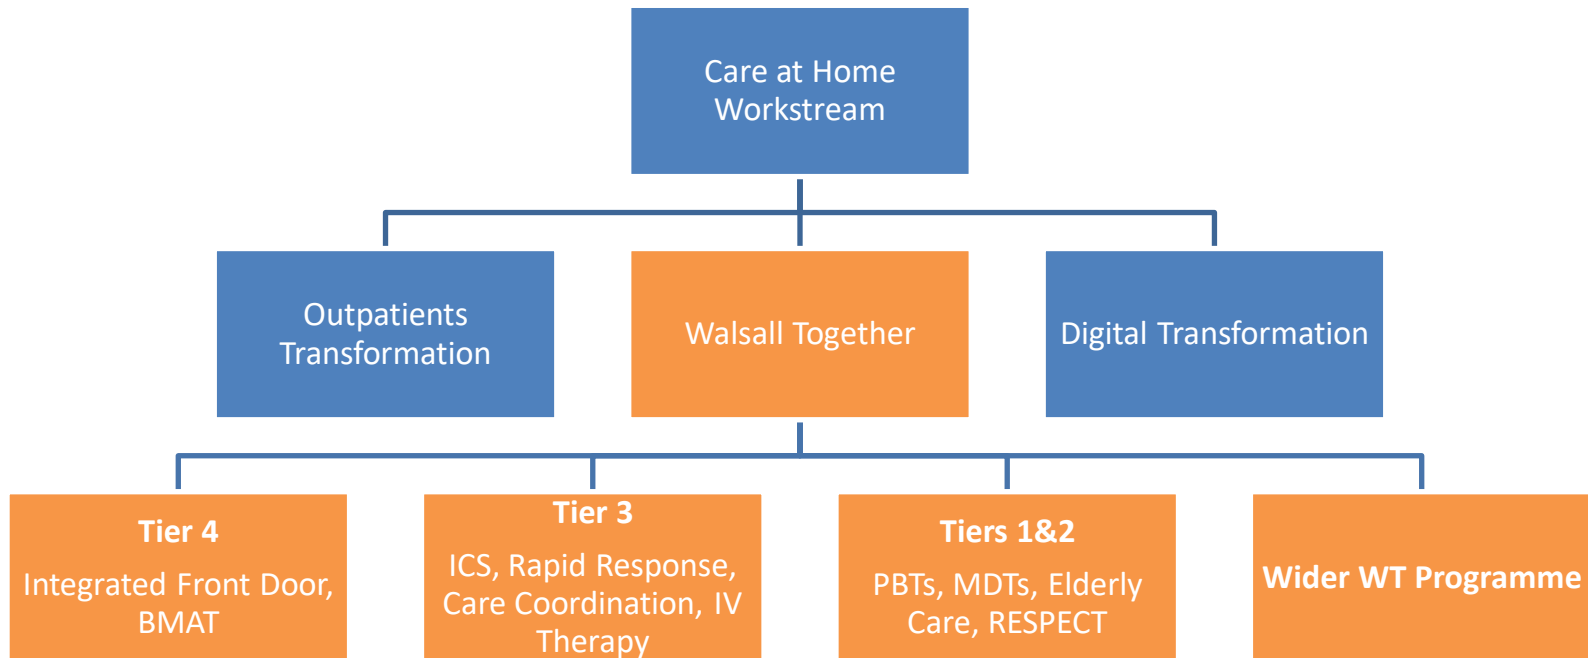 Care at Home
Workstream
Outpatients
Transformation
Walsall Together
Digital Transformation
Tier 4
Integrated Front Door,
BMAT
Tier 3
ICS, Rapid Response,
Care Coordination, IV
Therapy
Tiers 1&2
PBTs, MDTs, Elderly
Care, RESPECT
Wider WT Programme